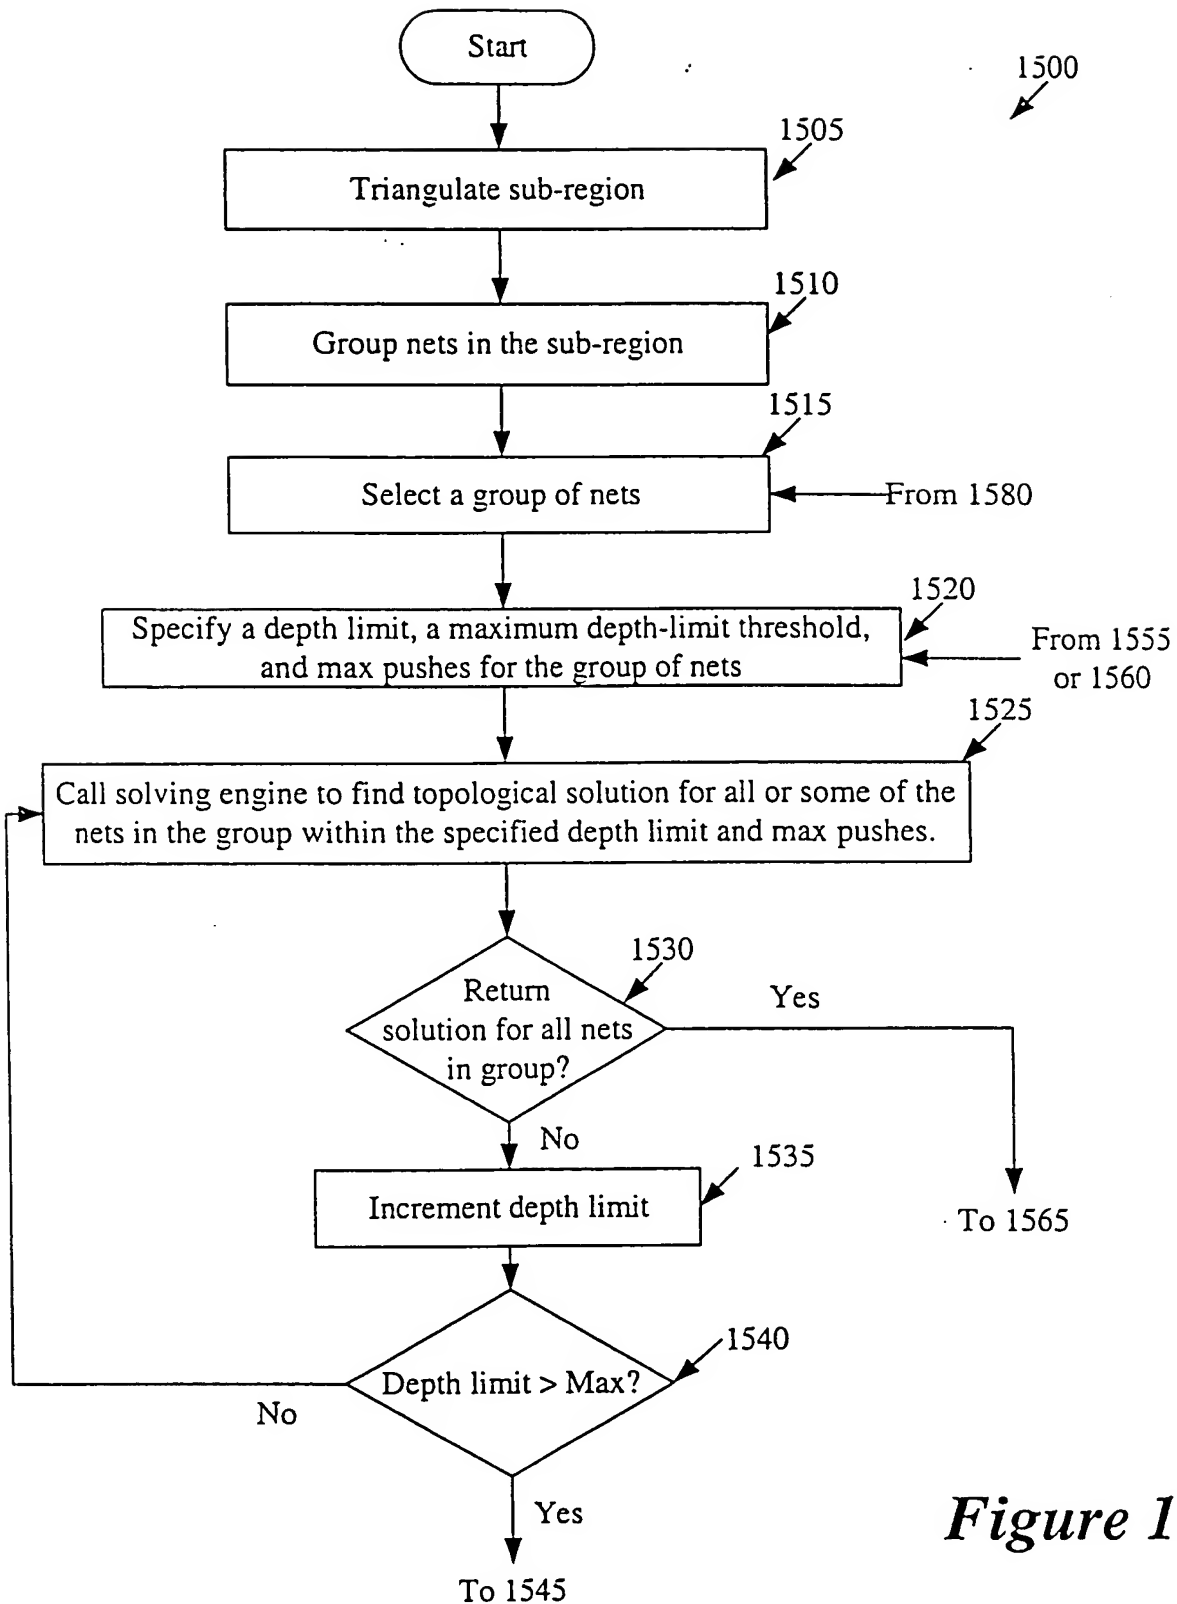 Start
1500
1505
Triangulate sub-region
1510
Group nets in the sub-region
1515
Select a group of nets
From 1580
1520
Specify a depth limit, a maximum depth-limit threshold,
and max pushes for the group of nets
From 1555
or 1560
1525
Call solving engine to find topological solution for all or some of the
nets in the group within the specified depth limit and max pushes.
1530
Return
solution for all nets
in group?
Yes
No
1535
Increment depth limit
To 1565
1540
Depth limit > Max?
No
Yes
To 1545
Figure 1